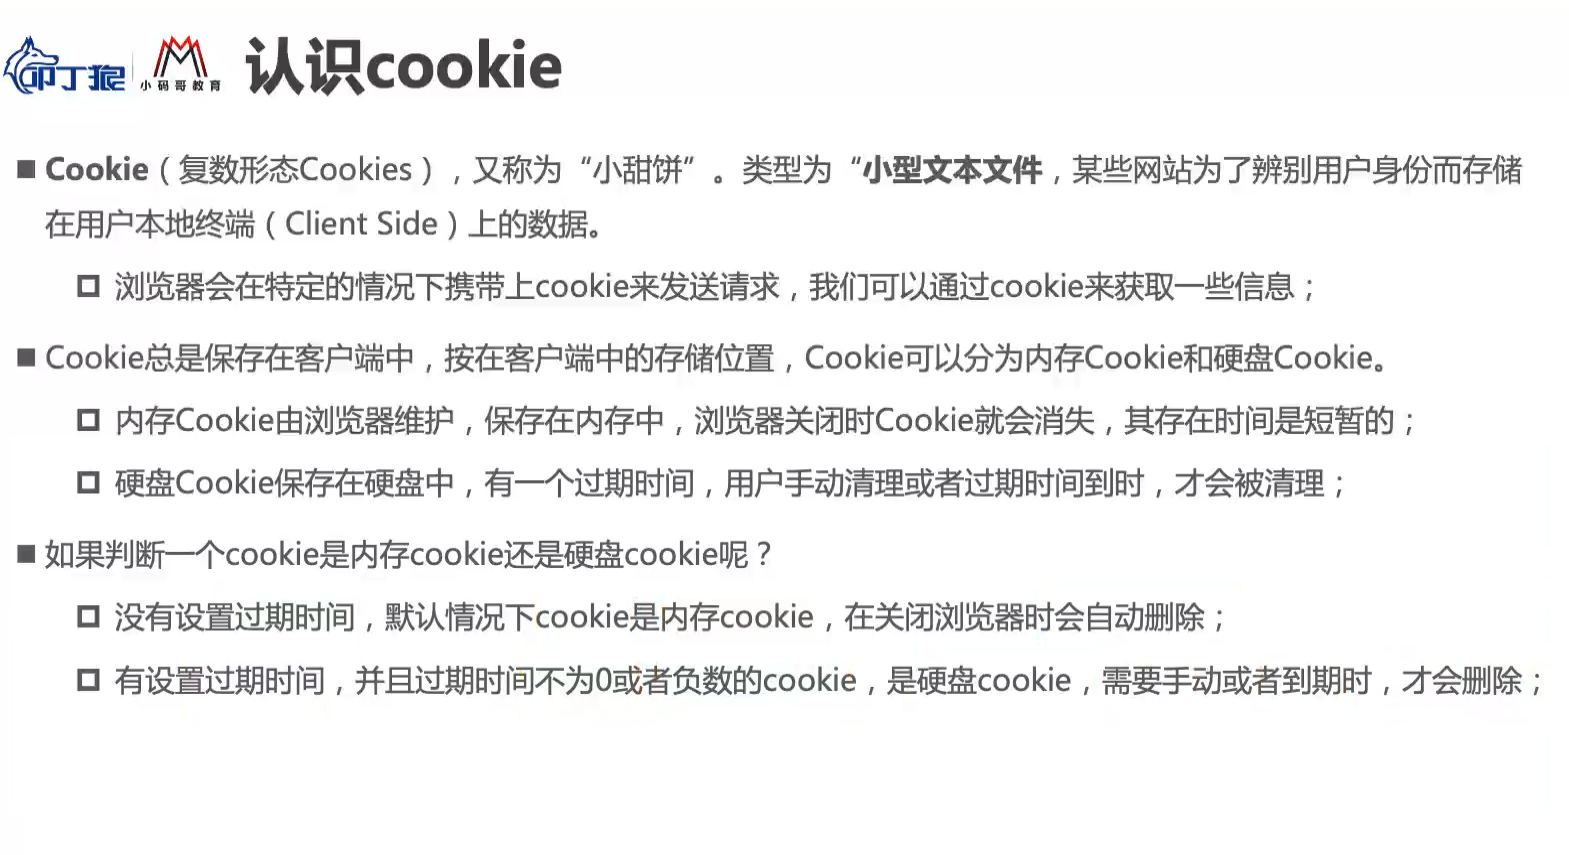 叩丁狼
小码哥教育
认识cookie
■ Cookie（复数形态Cookies），又称为“小甜饼”。类型为“小型文本文件，某些网站为了辨别用户身份而存储
在用户本地终端（Client Side）上的数据。
浏览器会在特定的情况下携带上cookie来发送请求，我们可以通过cookie来获取一些信息；
■ Cookie总是保存在客户端中，按在客户端中的存储位置，Cookie可以分为内存Cookie和硬盘Cookie。
内存Cookie由浏览器维护，保存在内存中，浏览器关闭时Cookie就会消失，其存在时间是短暂的；
硬盘Cookie保存在硬盘中，有一个过期时间，用户手动清理或者过期时间到时，才会被清理；
■ 如果判断一个cookie是内存cookie还是硬盘cookie呢？
没有设置过期时间，默认情况下cookie是内存cookie，在关闭浏览器时会自动删除；
有设置过期时间，并且过期时间不为0或者负数的cookie，是硬盘cookie，需要手动或者到期时，才会删除；